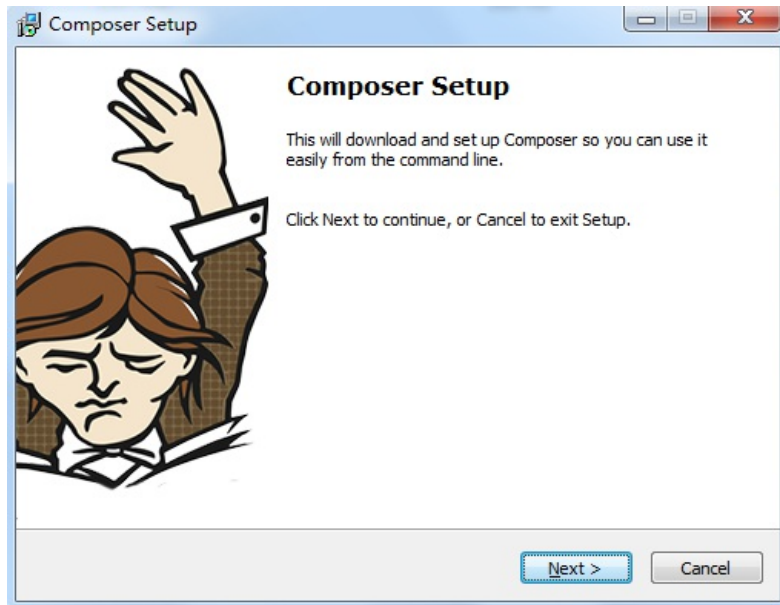 Composer Setup
Composer Setup
This will download and set up Composer so you can use it
easily from the command line.
Click Next to continue, or Cancel to exit Setup.
Next >
Cancel